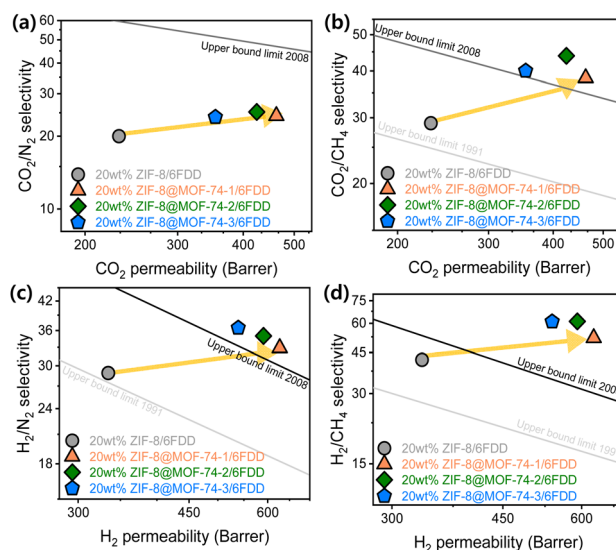 (a)
60
50
40
30
20
10
CO2/N2 selectivity
Upper bound limit 2008
20wt% ZIF-8/6FDD
20wt% ZIF-8@MOF-74-1/6FDD
20wt% ZIF-8@MOF-74-2/6FDD
20wt% ZIF-8@MOF-74-3/6FDD
200
300
400
500
CO2 permeability (Barrer)
(b)
50
40
30
20
CO2/CH4 selectivity
Upper bound limit 2008
Upper bound limit 1991
20wt% ZIF-8/6FDD
20wt% ZIF-8@MOF-74-1/6FDD
20wt% ZIF-8@MOF-74-2/6FDD
20wt% ZIF-8@MOF-74-3/6FDD
200
300
400
500
CO2 permeability (Barrer)
(c)
42
36
30
24
18
H2/N2 selectivity
Upper bound limit 2008
Upper bound limit 1991
20wt% ZIF-8/6FDD
20wt% ZIF-8@MOF-74-1/6FDD
20wt% ZIF-8@MOF-74-2/6FDD
20wt% ZIF-8@MOF-74-3/6FDD
300
450
600
H2 permeability (Barrer)
(d)
75
60
45
30
15
H2/CH4 selectivity
Upper bound limit 200
Upper bound limit 199
20wt% ZIF-8/6FDD
20wt% ZIF-8@MOF-74-1/6FDD
20wt% ZIF-8@MOF-74-2/6FDD
20wt% ZIF-8@MOF-74-3/6FDD
300
450
600
H2 permeability (Barrer)